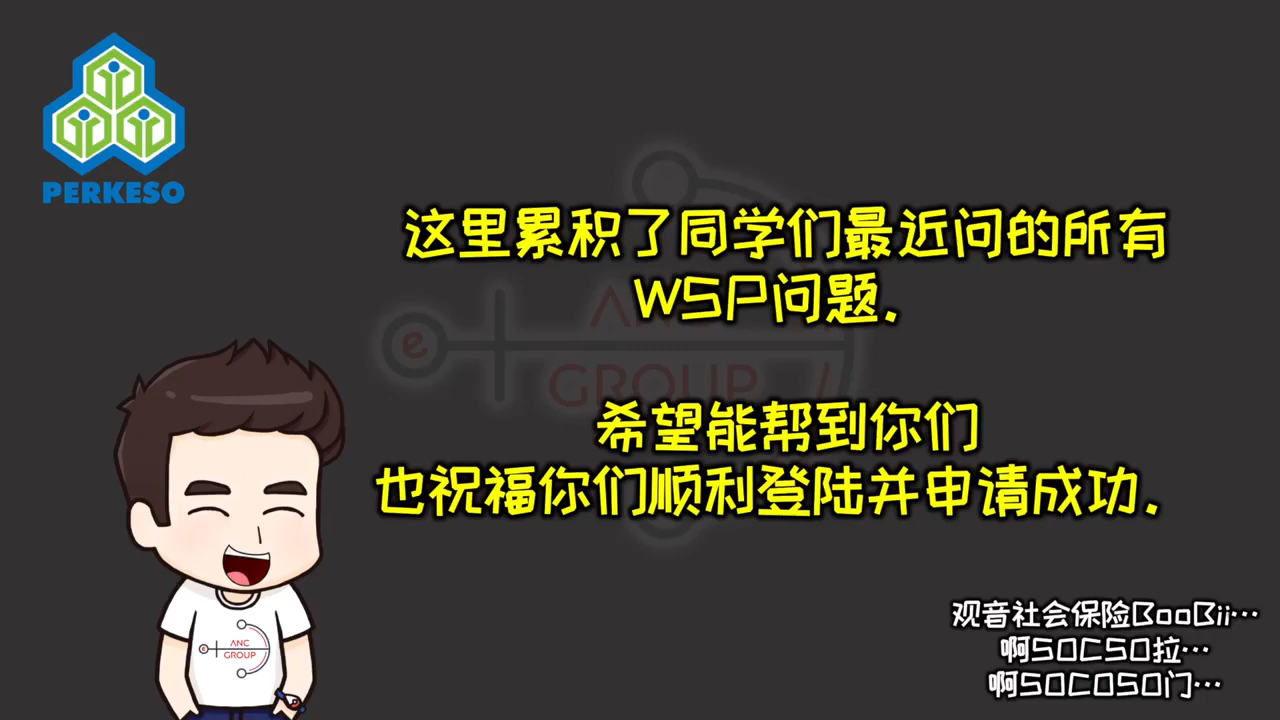 PERKESO
这里累积了同学们最近问的所有
WSP问题.
希望能帮到你们
也祝福你们顺利登陆并申请成功.
e
ANC
GROUP
e
ANC
GROUP
观音社会保险BooBii…
啊SOCSO拉…
啊SOCOSO门…